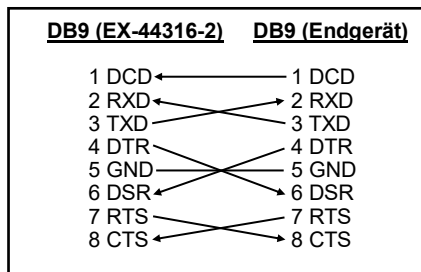 DB9 (EX-44316-2) DB9 (Endgerät)
1 DCD 1 DCD
2 RXD 2 RXD
3 TXD 3 TXD
4 DTR 4 DTR
5 GND 5 GND
6 DSR 6 DSR
7 RTS 7 RTS
8 CTS 8 CTS